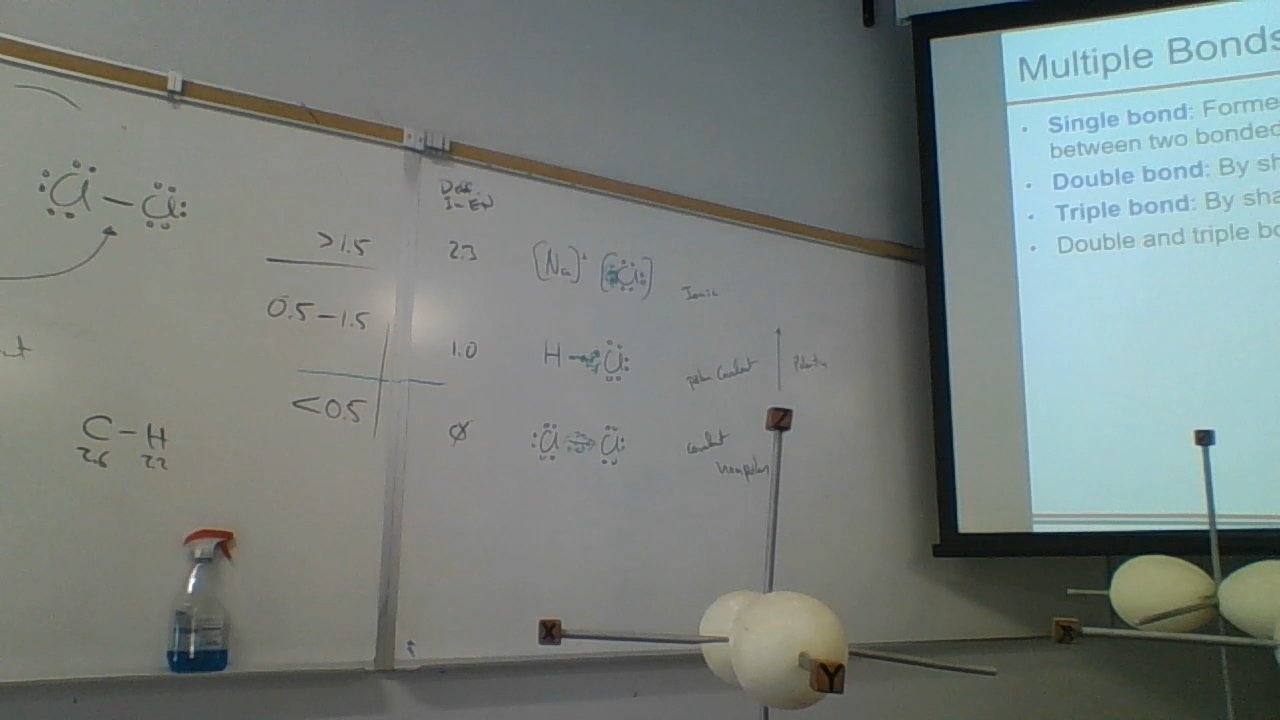 Cl — Cl
>1.5
0.5 – 1.5
<0.5
C – H
2.6 2.2
Diff.
In EN
2.3 [Na]⁺ [Cl] Ionic
1.0 H Cl polar Covalent
∅ Cl Cl covalent
Nonpolar
Z
X
Y
Multiple Bonds
• Single bond: Forme
between two bonded
• Double bond: By sh
• Triple bond: By sha
• Double and triple bo